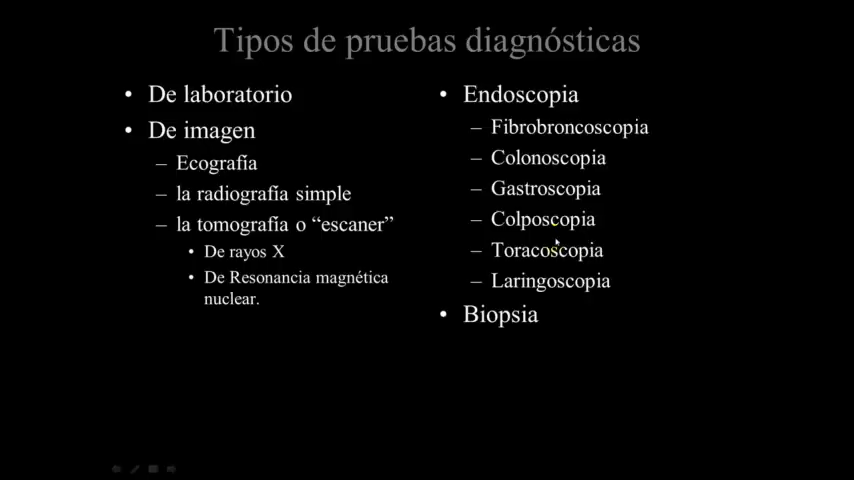 Tipos de pruebas diagnósticas
• De laboratorio
• De imagen
– Ecografía
– la radiografía simple
– la tomografía o “escaner”
• De rayos X
• De Resonancia magnética
nuclear.
• Endoscopia
– Fibrobroncoscopia
– Colonoscopia
– Gastroscopia
– Colposcopia
– Toracoscopia
– Laringoscopia
• Biopsia